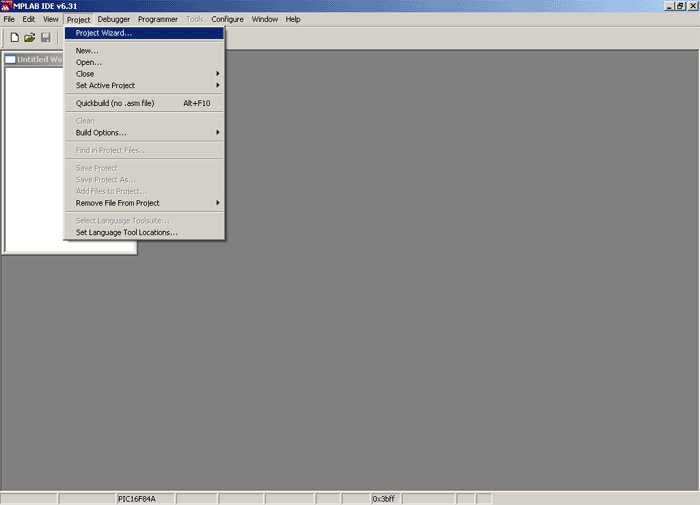 MPLAB IDE v6.31
File Edit View Project Debugger Programmer Tools Configure Window Help
Project Wizard...
Untitled Wo
New...
Open...
Close
Set Active Project
Quickbuild (no .asm file) Alt+F10
Clean
Build Options...
Find in Project Files...
Save Project
Save Project As...
Add Files to Project...
Remove File From Project
Select Language Toolsuite...
Set Language Tool Locations...
PIC16F84A 0x3bff